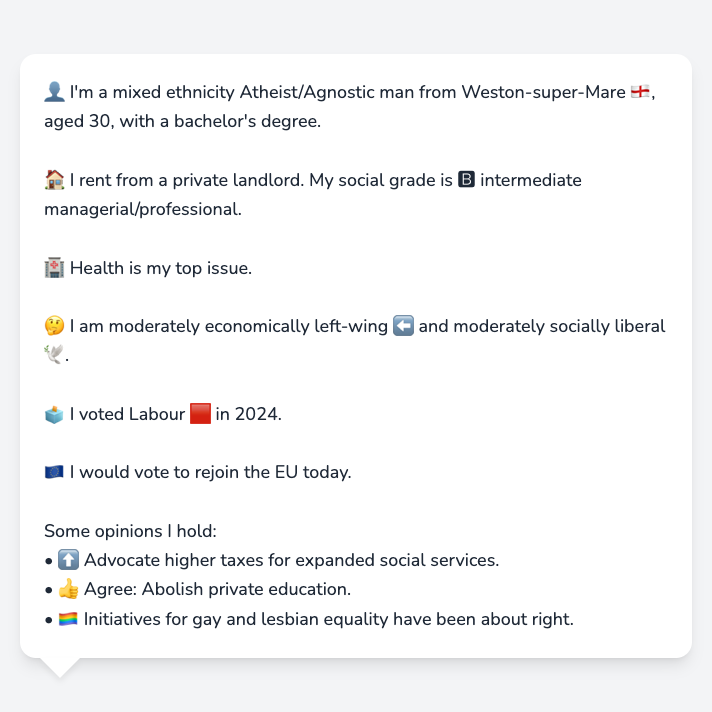 👤 I'm a mixed ethnicity Atheist/Agnostic man from Weston-super-Mare 🏴󠁧󠁢󠁥󠁮󠁧󠁿,
aged 30, with a bachelor's degree.
🏠 I rent from a private landlord. My social grade is 🅱 intermediate
managerial/professional.
🏥 Health is my top issue.
🤔 I am moderately economically left-wing ⬅️ and moderately socially liberal
🕊️.
🗳️ I voted Labour 🟥 in 2024.
🇪🇺 I would vote to rejoin the EU today.
Some opinions I hold:
• ⬆️ Advocate higher taxes for expanded social services.
• 👍 Agree: Abolish private education.
• 🏳️‍🌈 Initiatives for gay and lesbian equality have been about right.